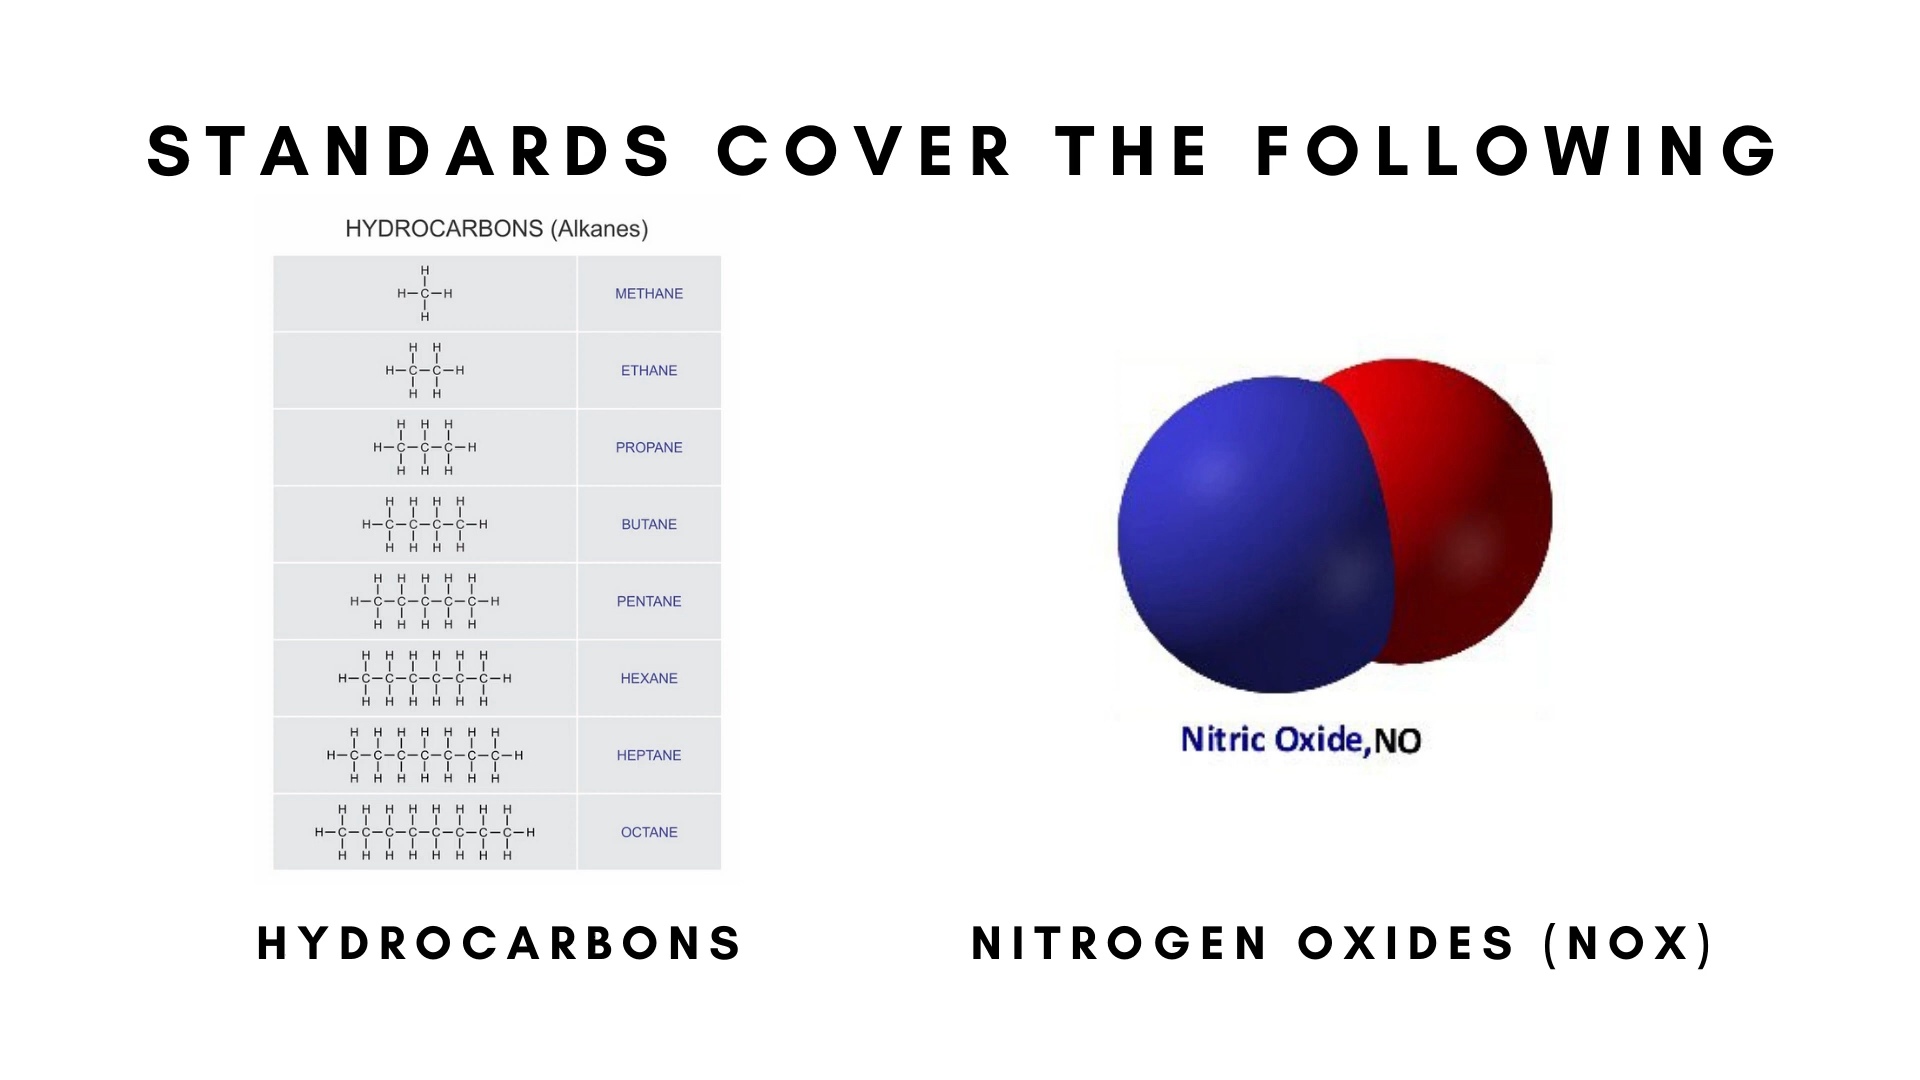 STANDARDS COVER THE FOLLOWING
HYDROCARBONS (Alkanes)
H
H-C-H
H
METHANE
H H
H-C-C-H
H H
ETHANE
H H H
H-C-C-C-H
H H H
PROPANE
H H H H
H-C-C-C-C-H
H H H H
BUTANE
H H H H H
H-C-C-C-C-C-H
H H H H H
PENTANE
H H H H H H
H-C-C-C-C-C-C-H
H H H H H H
HEXANE
H H H H H H H
H-C-C-C-C-C-C-C-H
H H H H H H H
HEPTANE
H H H H H H H H
H-C-C-C-C-C-C-C-C-H
H H H H H H H H
OCTANE
HYDROCARBONS
Nitric Oxide,NO
NITROGEN OXIDES (NOX)